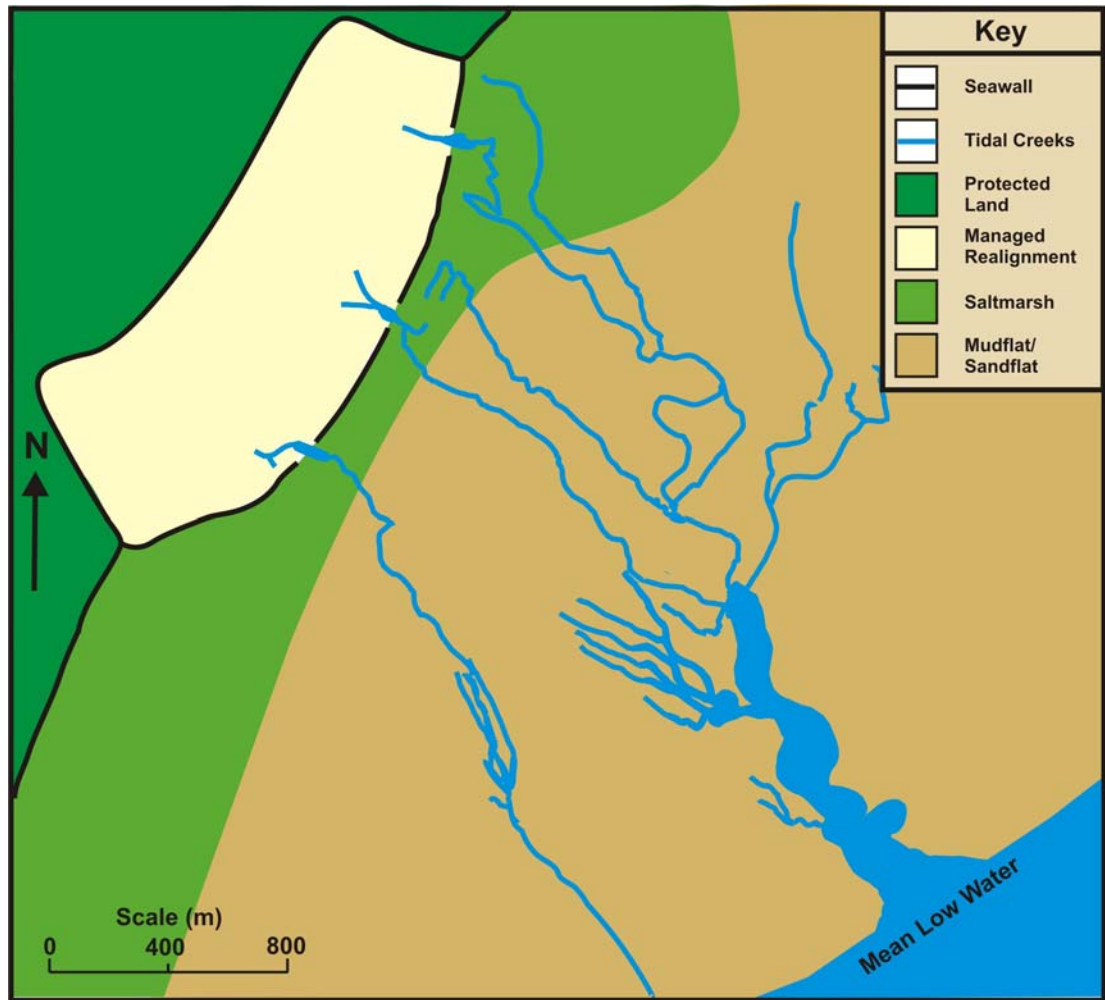 Key
Seawall
Tidal Creeks
Protected
Land
Managed
Realignment
Saltmarsh
Mudflat/
Sandflat
N
Scale (m)
0 400 800
Mean Low Water